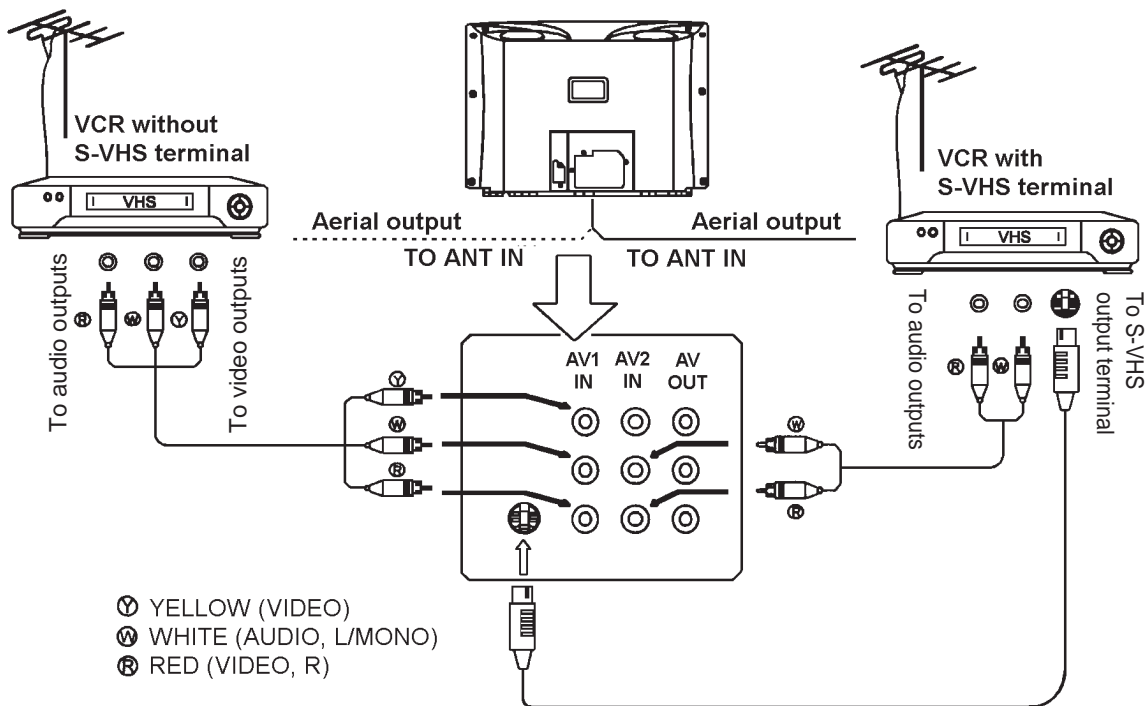 VCR without
S-VHS terminal
VHS
Aerial output
Aerial output
TO ANT IN
TO ANT IN
VCR with
S-VHS terminal
VHS
To audio outputs
R
W
Y
To video outputs
AV1
IN
AV2
IN
AV
OUT
Y
W
R
W
R
To audio outputs
R
W
To S-VHS
output terminal
Y YELLOW (VIDEO)
W WHITE (AUDIO, L/MONO)
R RED (VIDEO, R)